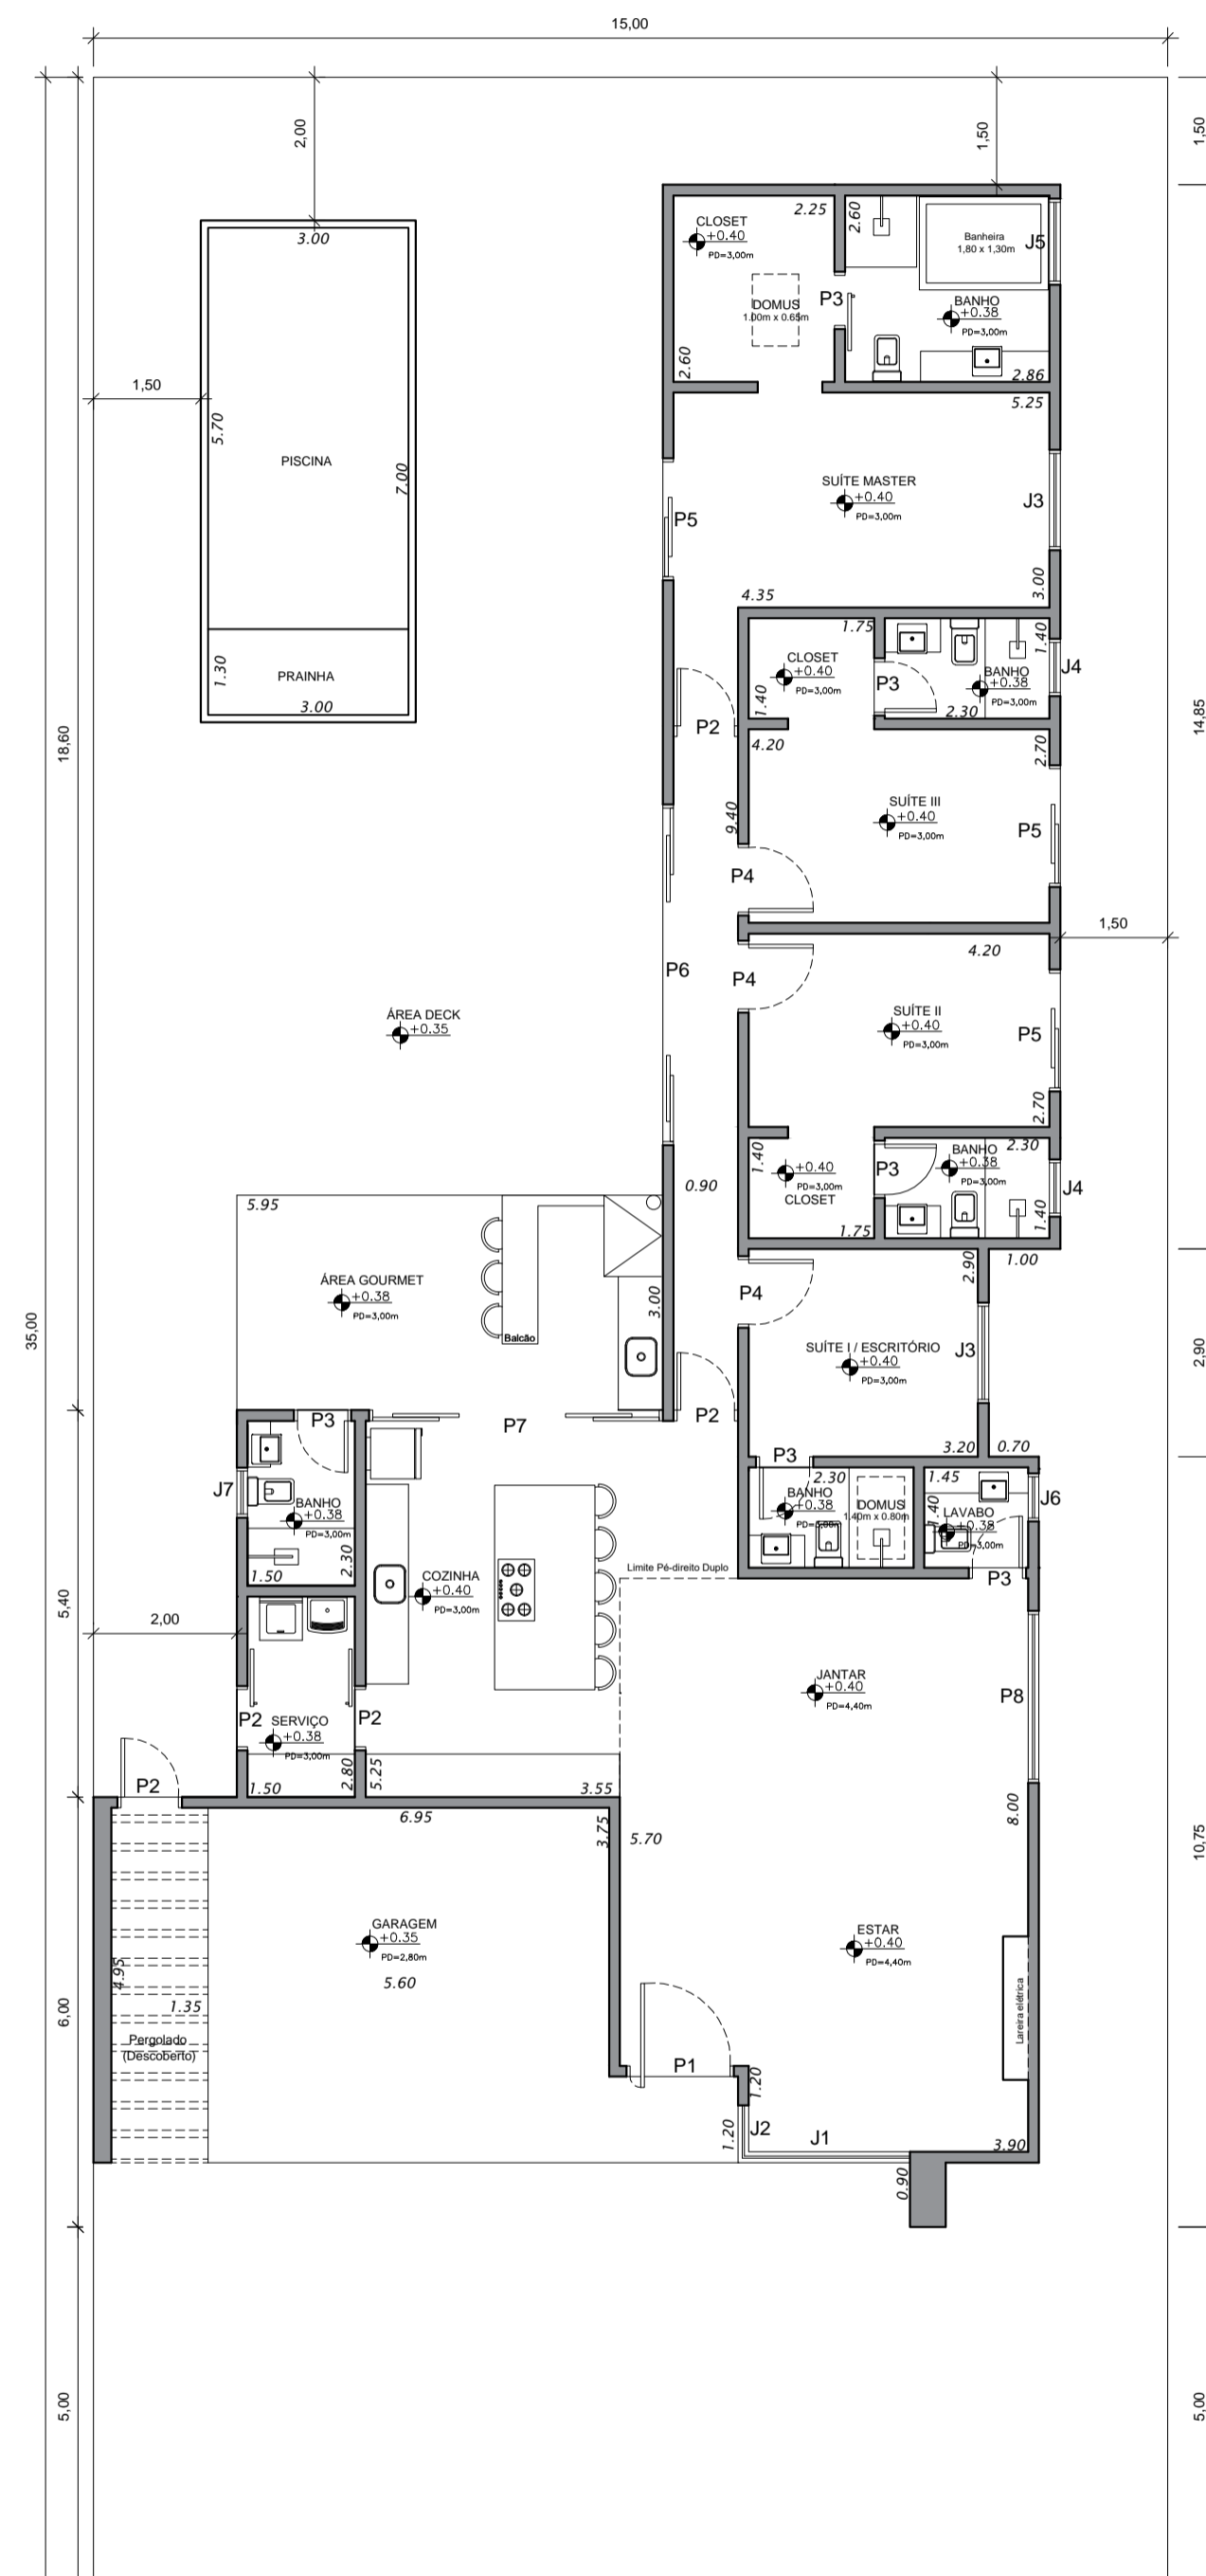 15,00
2,00
1,50
1,50
3.00
CLOSET
+0.40
PD=3,00m
2.25
2.60
Banheira
1,80 x 1,30m
J5
DOMUS
1.00m x 0.65m
P3
BANHO
+0.38
PD=3,00m
2.60
2.86
1,50
5.25
5.70
PISCINA
7.00
SUÍTE MASTER
+0.40
PD=3,00m
J3
P5
3.00
4.35
1.30
PRAINHA
3.00
1.75
1.40
CLOSET
+0.40
PD=3,00m
P3
BANHO
+0.38
PD=3,00m
J4
1.40
2.30
P2
4.20
2.70
18,60
14,85
SUÍTE III
+0.40
PD=3,00m
9.40
P5
P4
1,50
4.20
P6
P4
ÁREA DECK
+0.35
SUÍTE II
+0.40
PD=3,00m
P5
2.70
1.40
+0.40
PD=3,00m
CLOSET
P3
BANHO
+0.38
PD=3,00m
2.30
J4
0.90
1.40
1.75
5.95
2.90
1.00
ÁREA GOURMET
+0.38
PD=3,00m
3.00
P4
Balcão
35,00
SUÍTE I / ESCRITÓRIO
+0.40
PD=3,00m
J3
2,90
P3
P7
P2
3.20
0.70
P3
2.30
1.45
J7
BANHO
+0.38
PD=3,00m
BANHO
+0.38
PD=3,00m
DOMUS
1.40m x 0.80m
1.40
LAVABO
+0.38
PD=3,00m
J6
2.30
1.50
COZINHA
+0.40
PD=3,00m
Limite Pé-direito Duplo
P3
5,40
2,00
JANTAR
+0.40
PD=4,40m
P8
P2
SERVIÇO
+0.38
PD=3,00m
P2
P2
1.50
2.80
5.25
3.55
6.95
3.75
5.70
8.00
10,75
GARAGEM
+0.35
PD=2,80m
5.60
ESTAR
+0.40
PD=4,40m
4.95
1.35
6,00
Pergolado
(Descoberto)
Lareira elétrica
P1
1.20
1.20
J2
J1
3.90
0.90
5,00
5,00